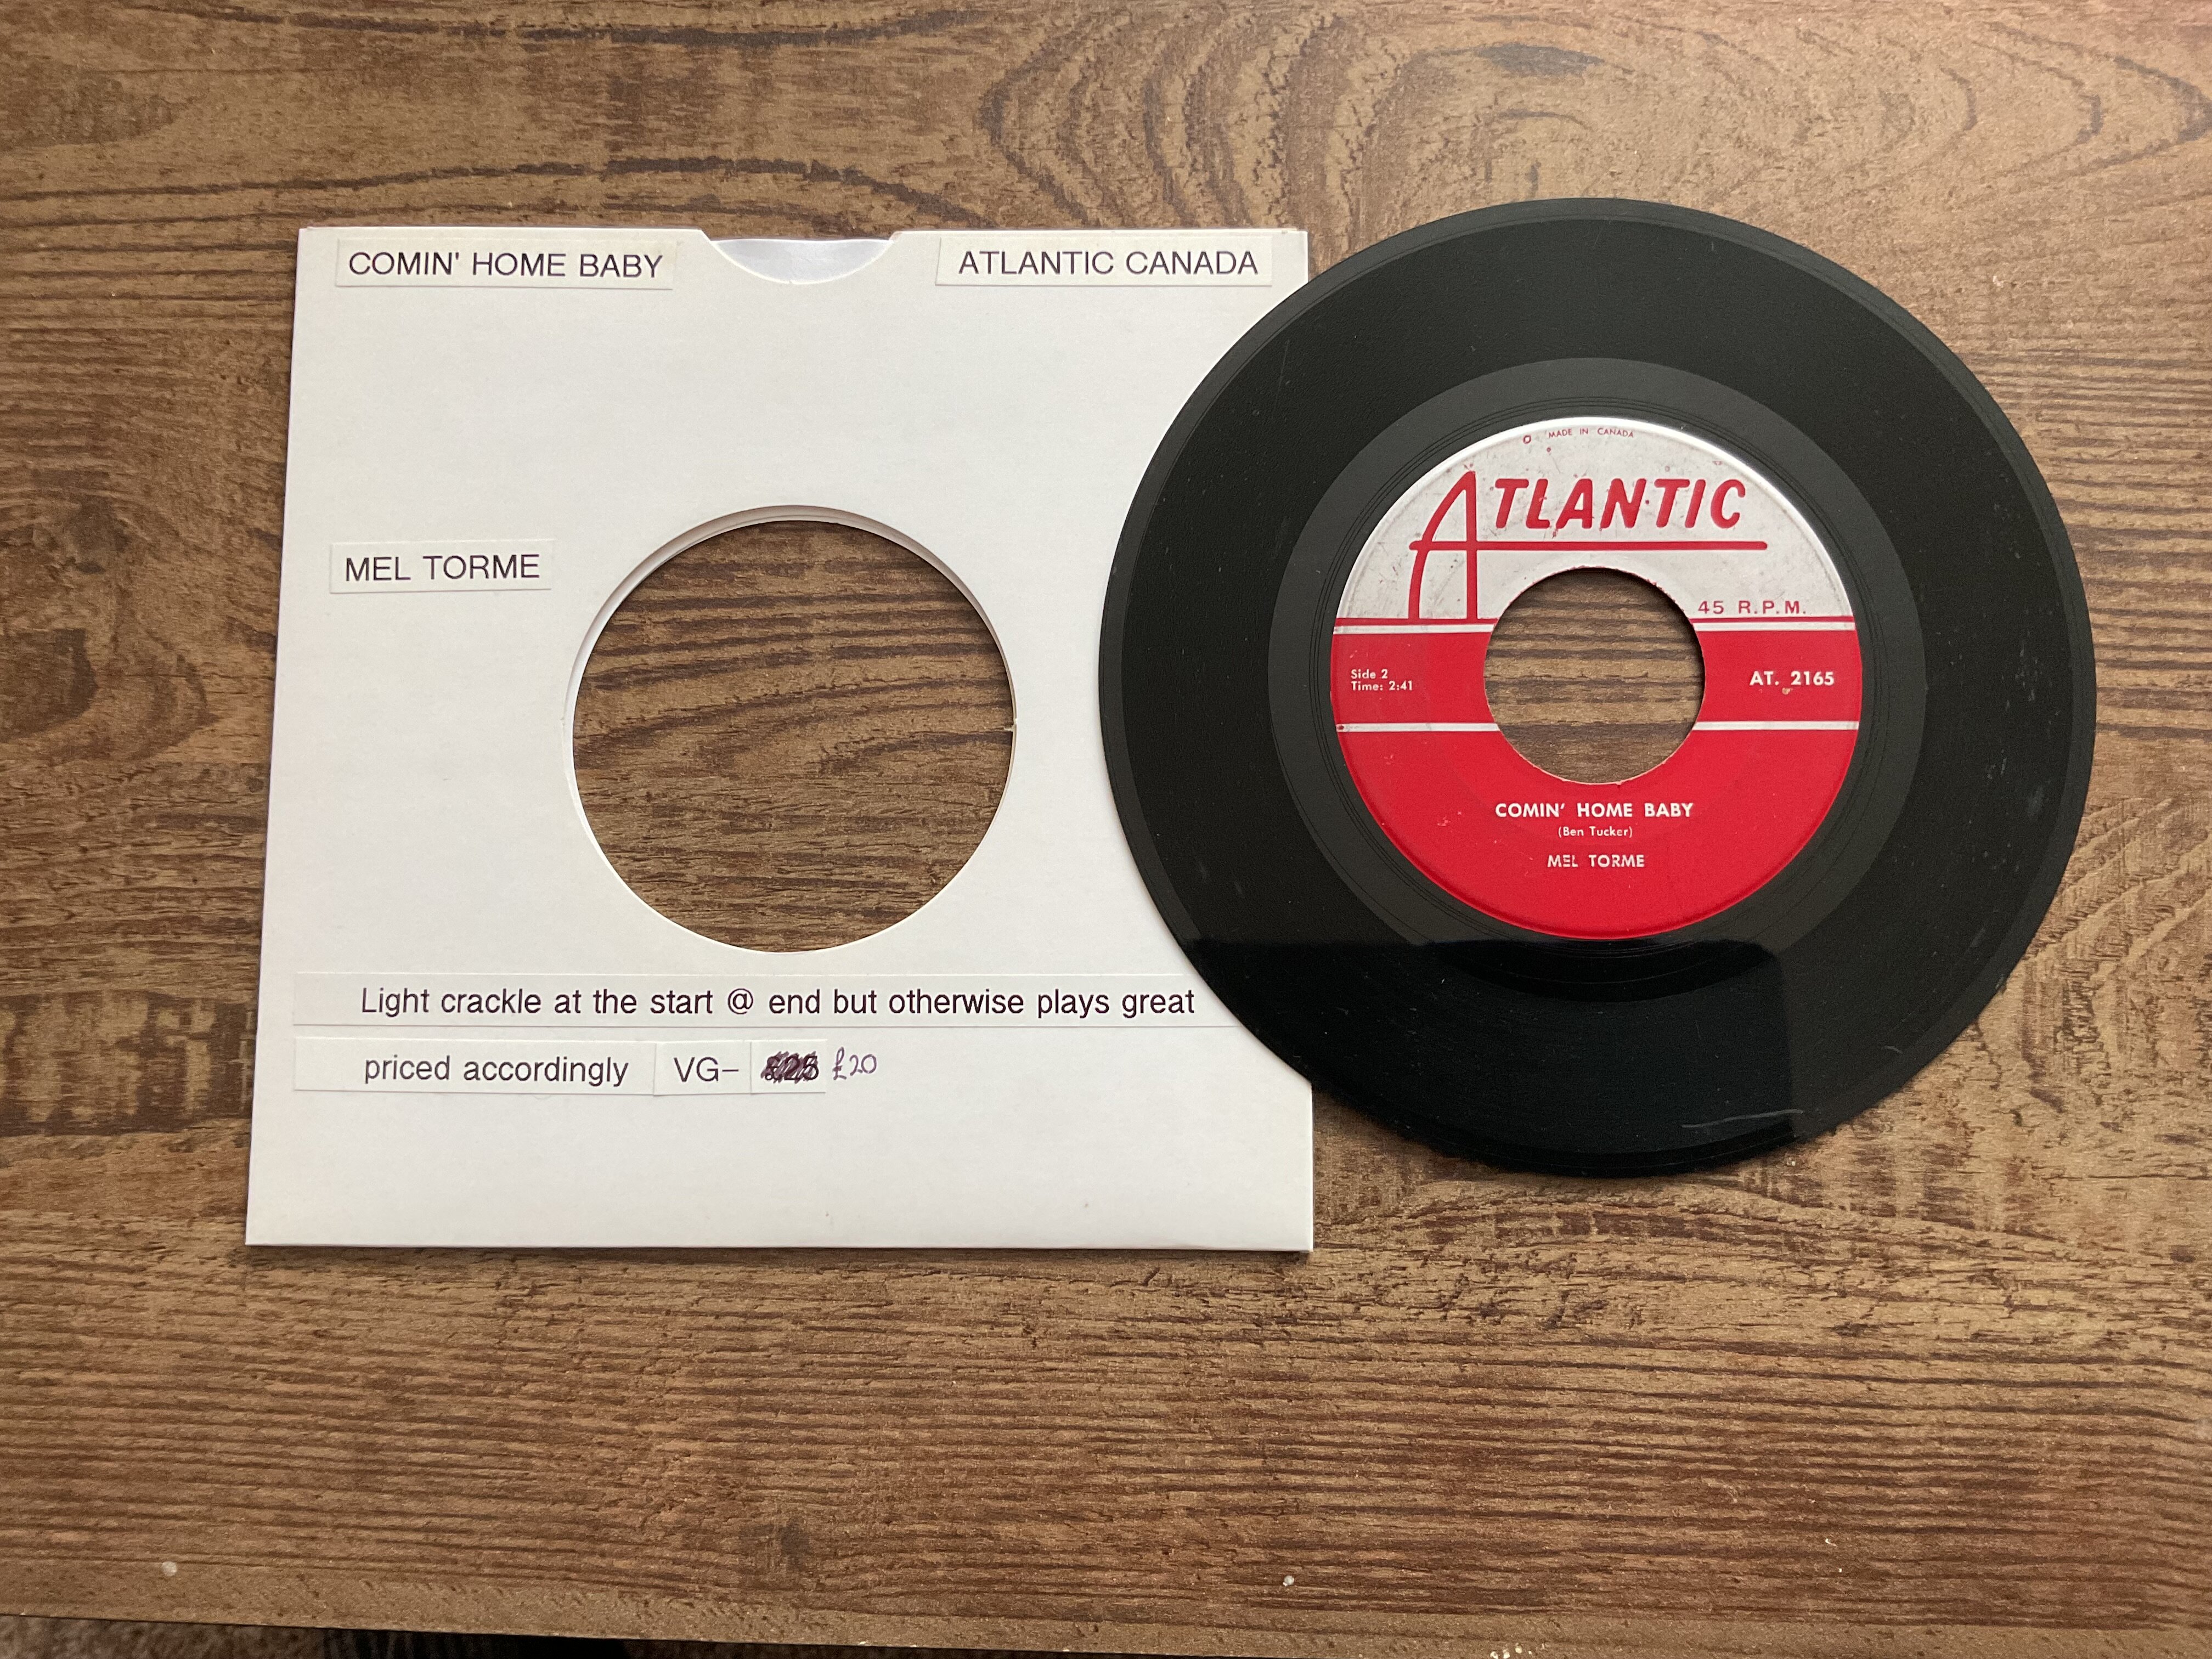 COMIN' HOME BABY
ATLANTIC CANADA
MEL TORME
Light crackle at the start @ end but otherwise plays great
priced accordingly VG- £20
MADE IN CANADA
ATLANTIC
45 R.P.M.
Side 2
Time: 2:41
AT. 2165
COMIN' HOME BABY
(Ben Tucker)
MEL TORME